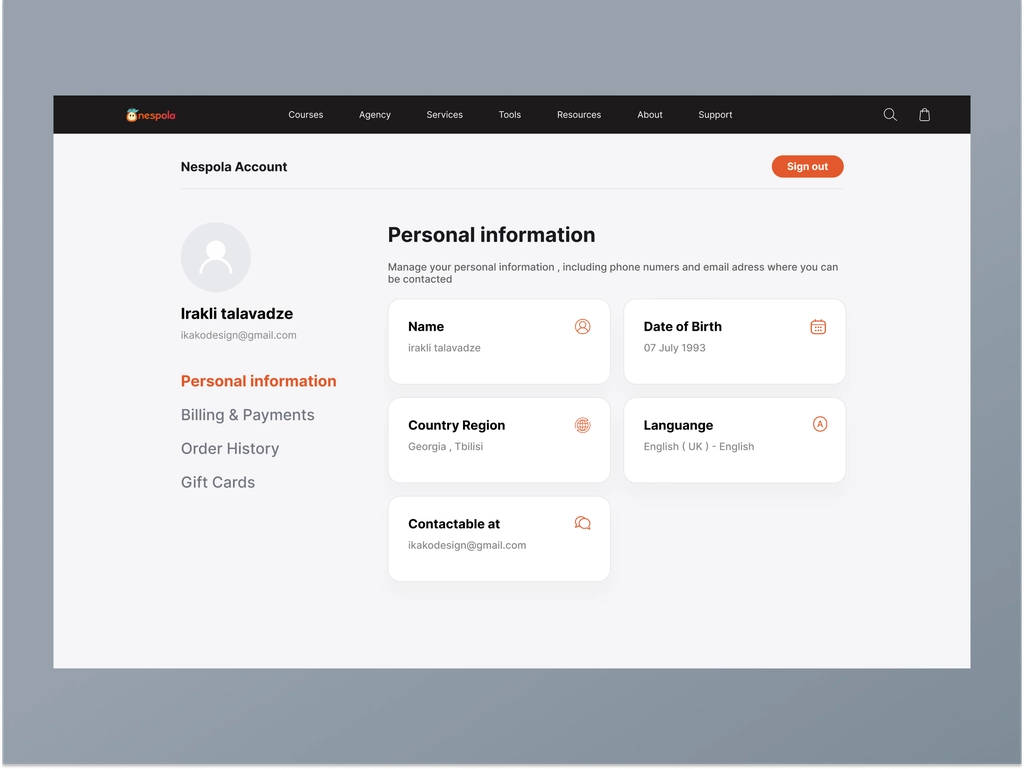 nespola
Courses Agency Services Tools Resources About Support
Nespola Account
Sign out
Irakli talavadze
ikakodesign@gmail.com
Personal information
Billing & Payments
Order History
Gift Cards
Personal information
Manage your personal information , including phone numers and email adress where you can
be contacted
Name
irakli talavadze
Date of Birth
07 July 1993
Country Region
Georgia , Tbilisi
Languange
A
English ( UK ) - English
Contactable at
ikakodesign@gmail.com